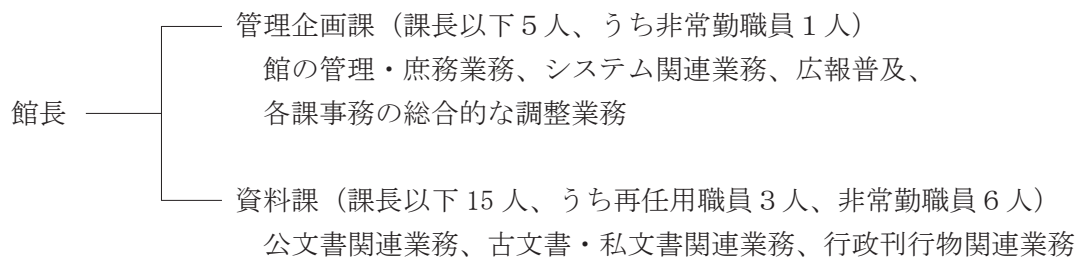 管理企画課（課長以下５人、うち非常勤職員１人）
館の管理・庶務業務、システム関連業務、広報普及、
館長
各課事務の総合的な調整業務
資料課（課長以下 15 人、うち再任用職員３人、非常勤職員６人）
公文書関連業務、古文書・私文書関連業務、行政刊行物関連業務